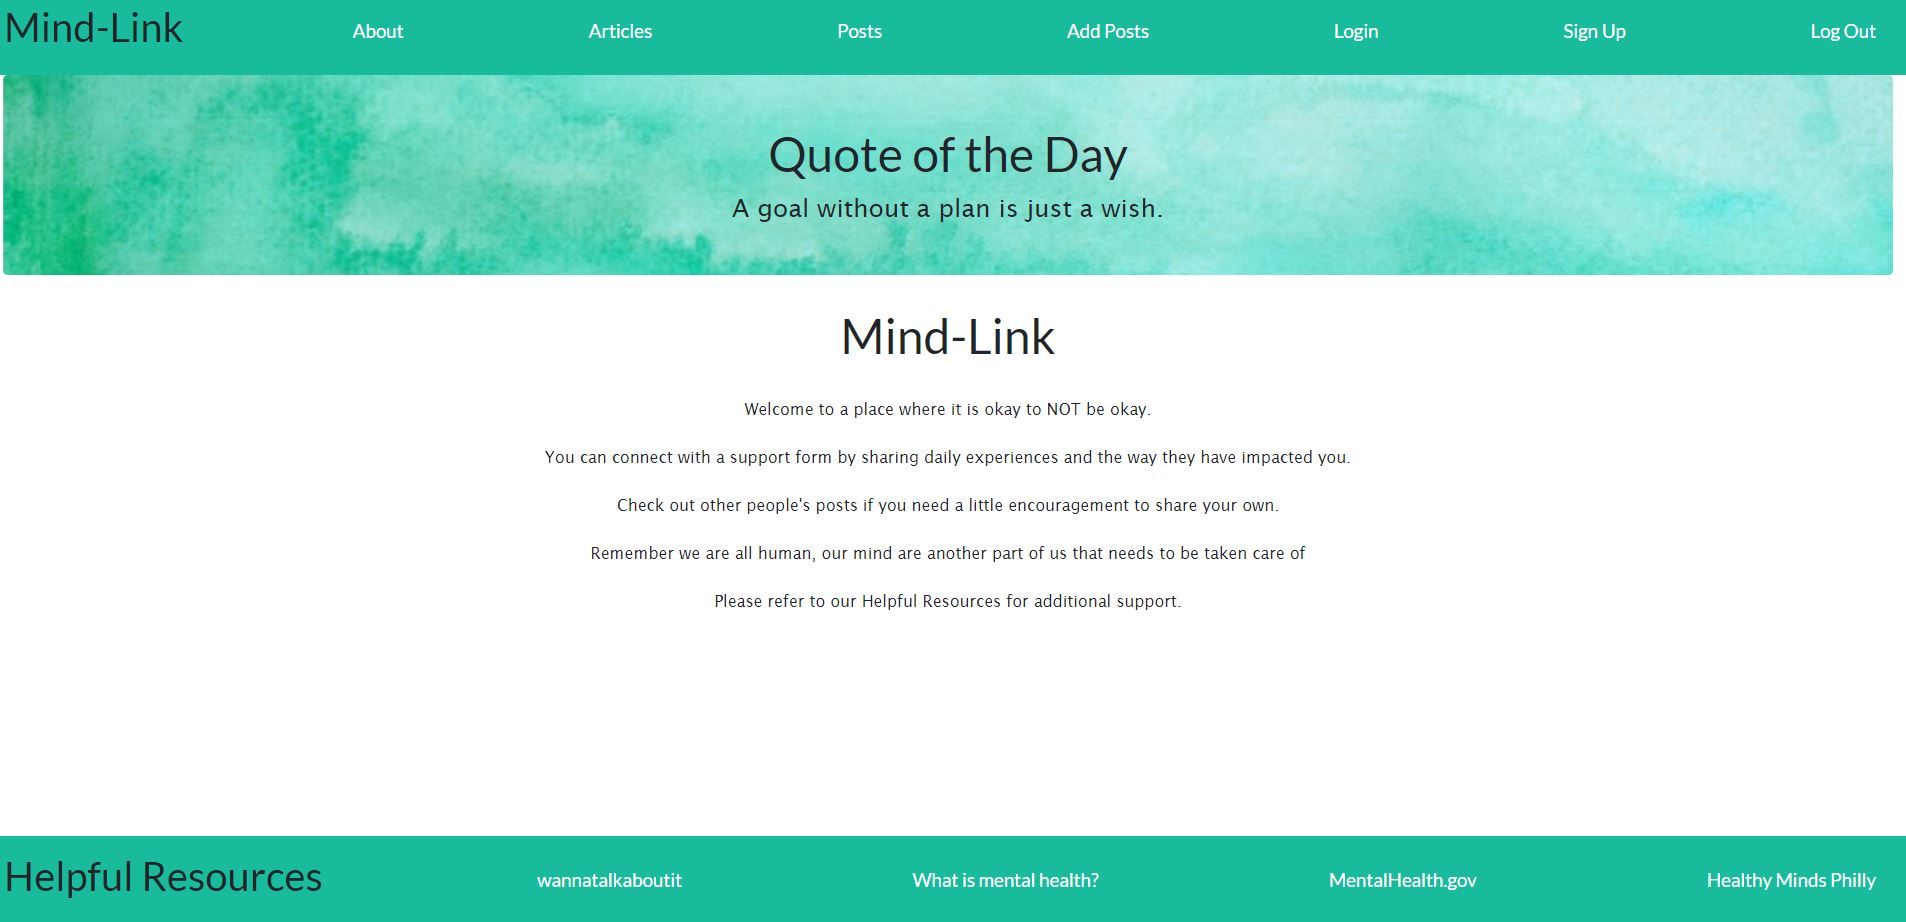 Mind-Link About Articles Posts Add Posts Login Sign Up Log Out
Quote of the Day
A goal without a plan is just a wish.
Mind-Link
Welcome to a place where it is okay to NOT be okay.
You can connect with a support form by sharing daily experiences and the way they have impacted you.
Check out other people's posts if you need a little encouragement to share your own.
Remember we are all human, our mind are another part of us that needs to be taken care of
Please refer to our Helpful Resources for additional support.
Helpful Resources wannatalkaboutit What is mental health? MentalHealth.gov Healthy Minds Philly